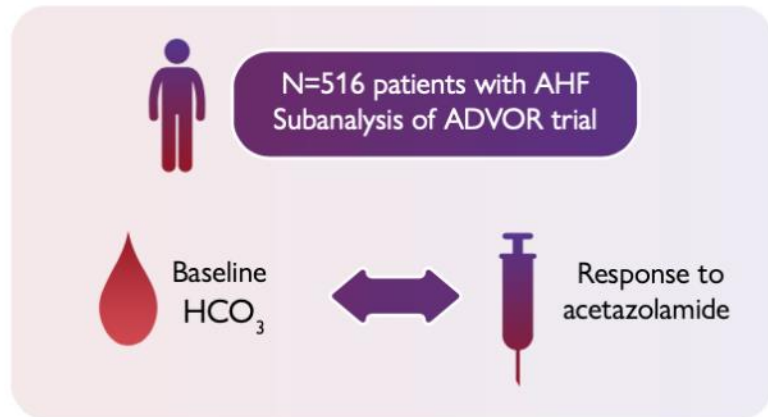 N=516 patients with AHF
Subanalysis of ADVOR trial
Baseline
HCO₃
Response to
acetazolamide